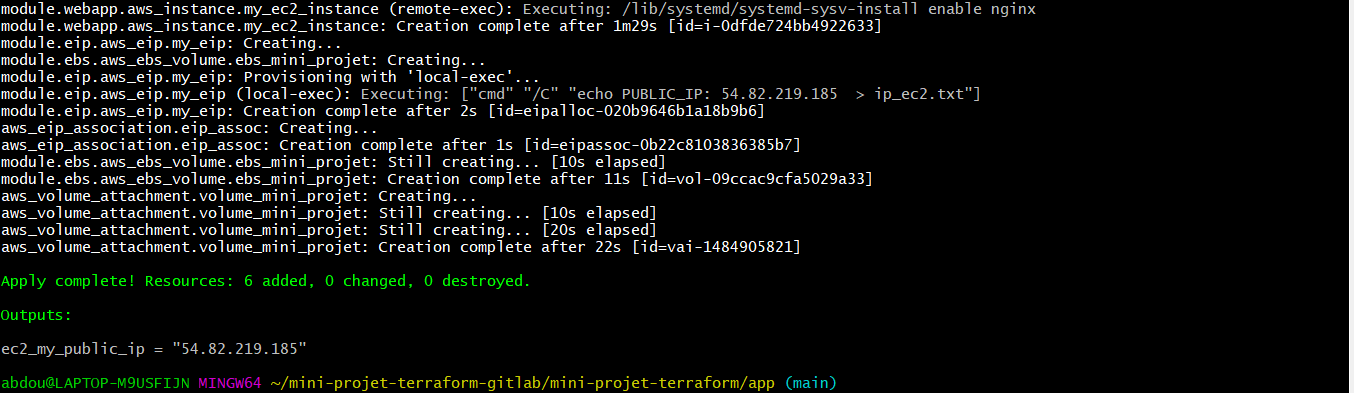 module.webapp.aws_instance.my_ec2_instance (remote-exec): Executing: /lib/systemd/systemd-sysv-install enable nginx
module.webapp.aws_instance.my_ec2_instance: Creation complete after 1m29s [id=i-0dfde724bb4922633]
module.eip.aws_eip.my_eip: Creating...
module.ebs.aws_ebs_volume.ebs_mini_projet: Creating...
module.eip.aws_eip.my_eip: Provisioning with 'local-exec'...
module.eip.aws_eip.my_eip (local-exec): Executing: ["cmd" "/C" "echo PUBLIC_IP: 54.82.219.185  > ip_ec2.txt"]
module.eip.aws_eip.my_eip: Creation complete after 2s [id=eipalloc-020b9646b1a18b9b6]
aws_eip_association.eip_assoc: Creating...
aws_eip_association.eip_assoc: Creation complete after 1s [id=eipassoc-0b22c8103836385b7]
module.ebs.aws_ebs_volume.ebs_mini_projet: Still creating... [10s elapsed]
module.ebs.aws_ebs_volume.ebs_mini_projet: Creation complete after 11s [id=vol-09ccac9cfa5029a33]
aws_volume_attachment.volume_mini_projet: Creating...
aws_volume_attachment.volume_mini_projet: Still creating... [10s elapsed]
aws_volume_attachment.volume_mini_projet: Still creating... [20s elapsed]
aws_volume_attachment.volume_mini_projet: Creation complete after 22s [id=vai-1484905821]
Apply complete! Resources: 6 added, 0 changed, 0 destroyed.
Outputs:
ec2_my_public_ip = "54.82.219.185"
abdou@LAPTOP-M9USFIJN MINGW64 ~/mini-projet-terraform-gitlab/mini-projet-terraform/app (main)